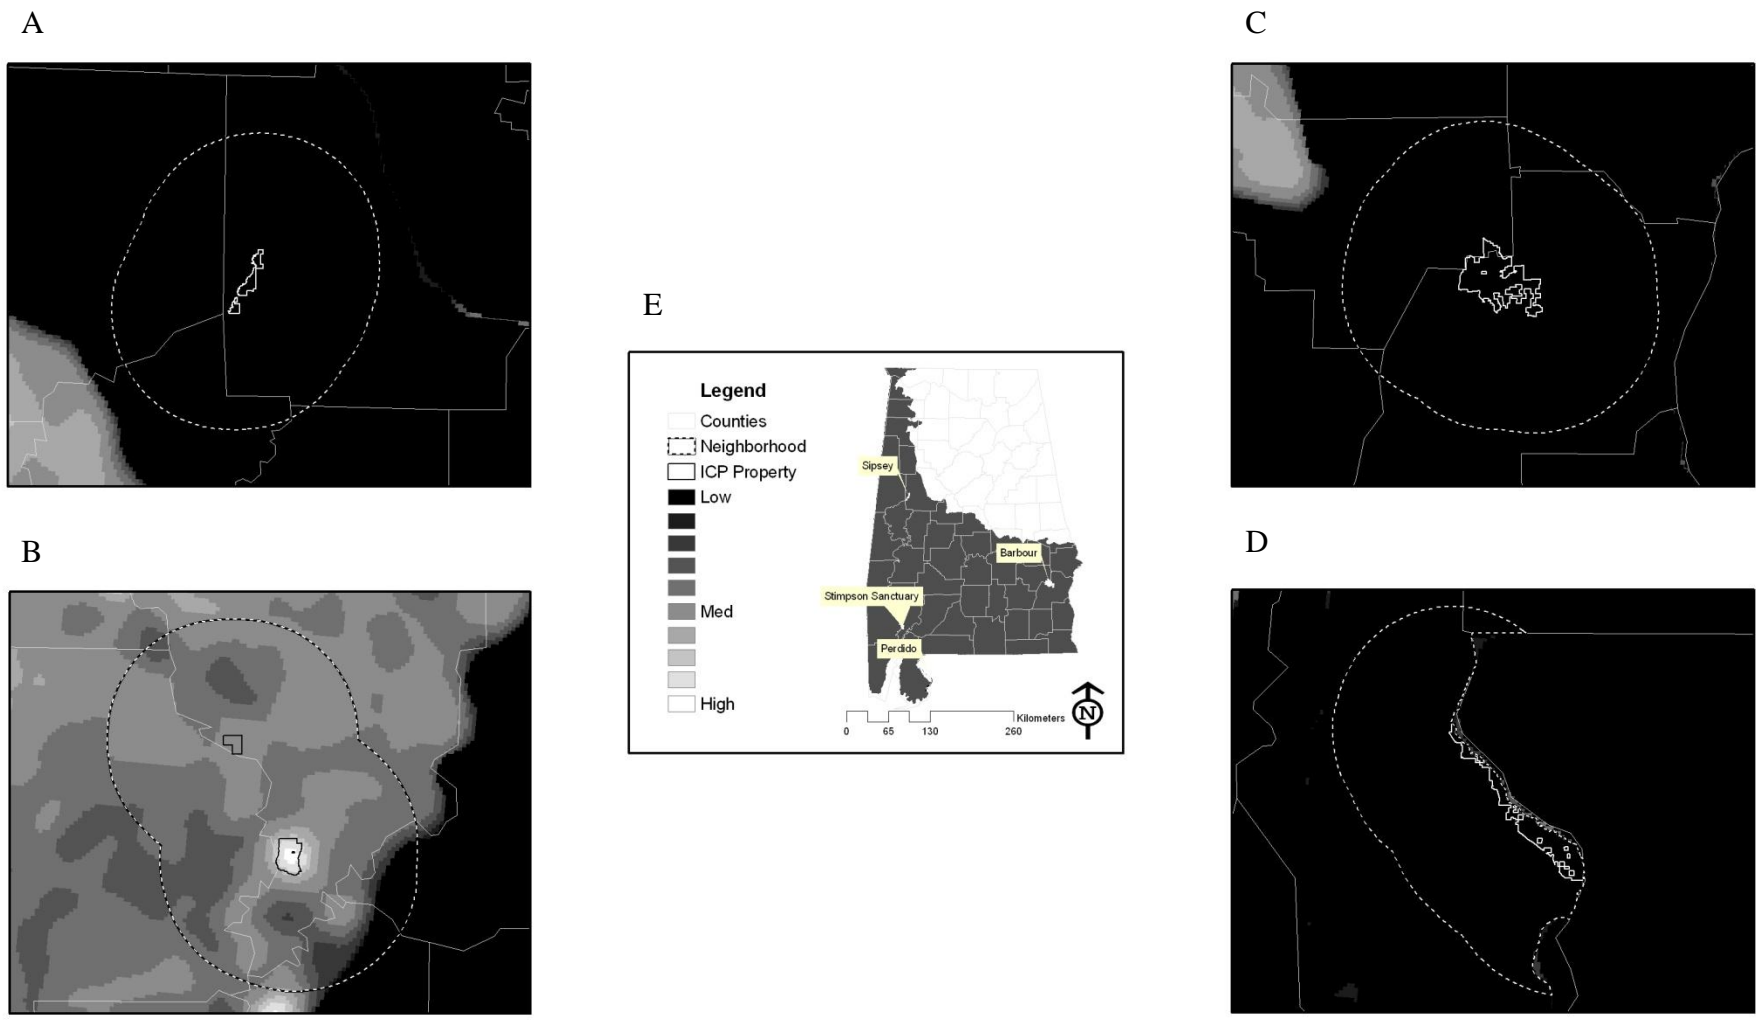 A
C
E
Legend
Counties
Neighborhood
ICP Property
Low
Med
High
Sipsey
Barbour
Stimpson Sanctuary
Perdido
N
Kilometers
0 65 130 260
B
D